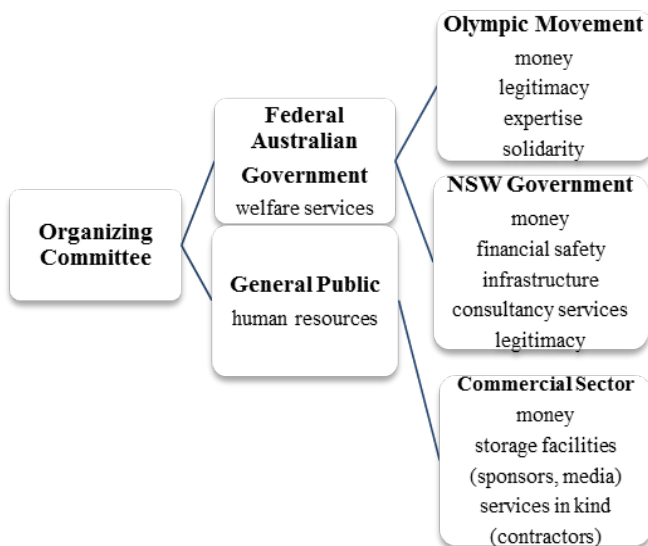 Organizing
Committee
Federal
Australian
Government
welfare services
General Public
human resources
Olympic Movement
money
legitimacy
expertise
solidarity
NSW Government
money
financial safety
infrastructure
consultancy services
legitimacy
Commercial Sector
money
storage facilities
(sponsors, media)
services in kind
(contractors)